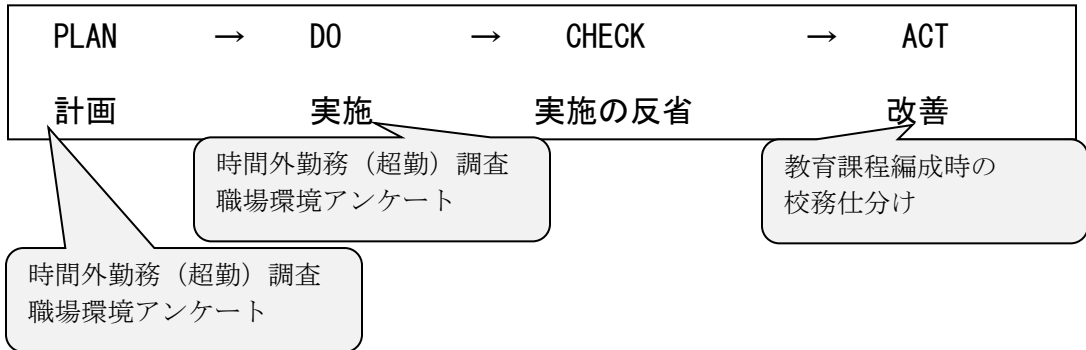 PLAN → DO → CHECK → ACT
計画 実施 実施の反省 改善
時間外勤務（超勤）調査
職場環境アンケート
教育課程編成時の
校務仕分け
時間外勤務（超勤）調査
職場環境アンケート